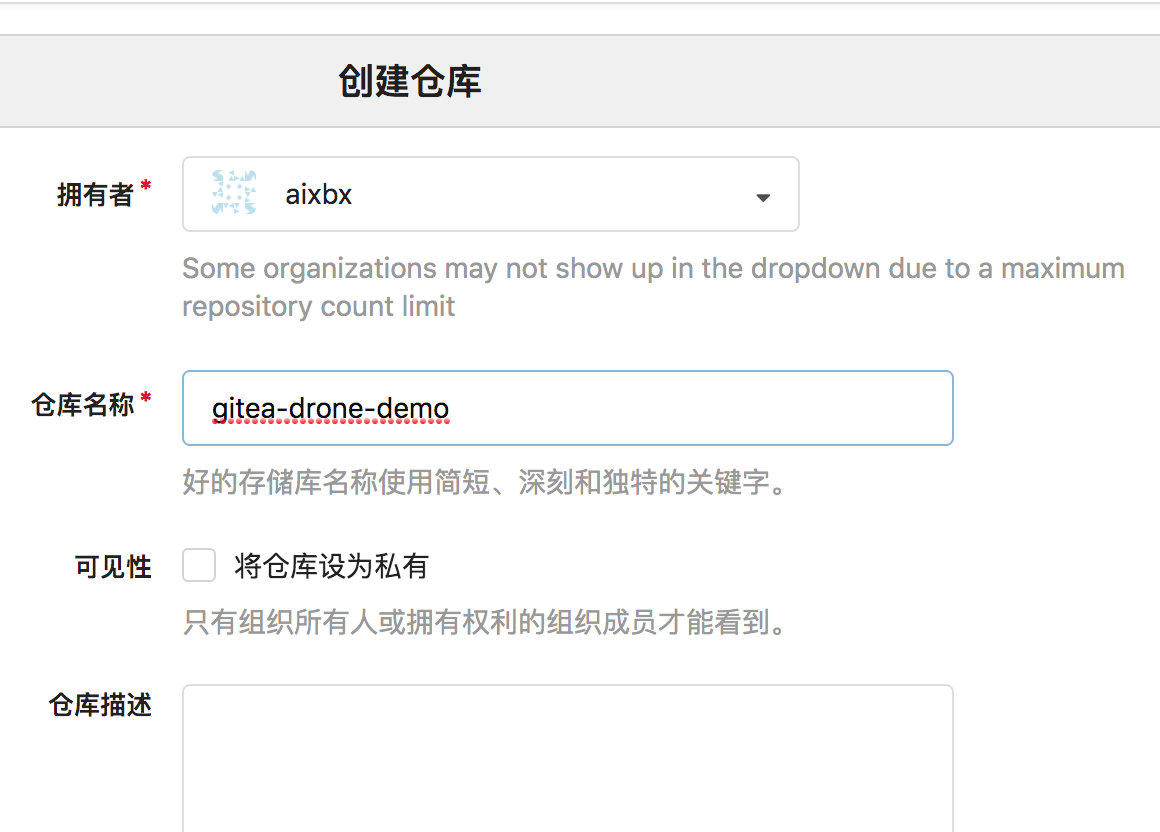 创建仓库
拥有者*
aixbx
Some organizations may not show up in the dropdown due to a maximum
repository count limit
仓库名称*
gitea-drone-demo
好的存储库名称使用简短、深刻和独特的关键字。
可见性
将仓库设为私有
只有组织所有人或拥有权利的组织成员才能看到。
仓库描述